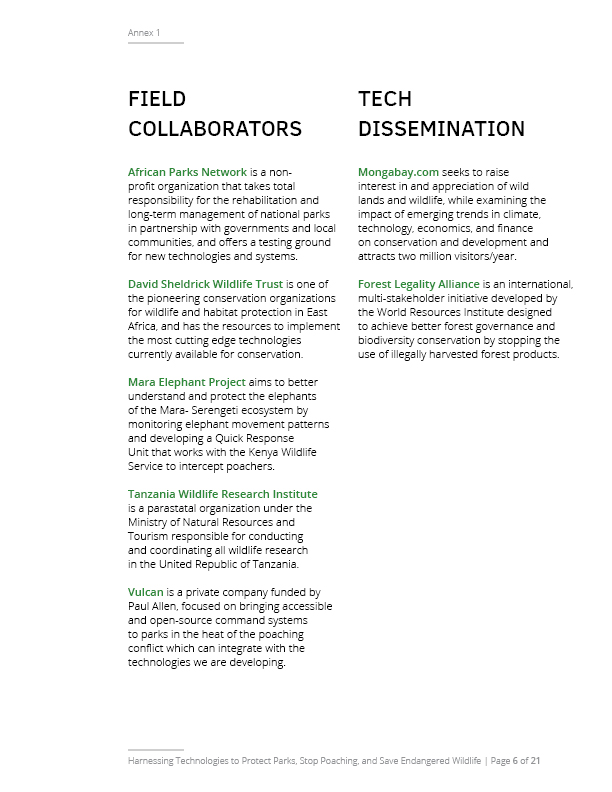 Annex 1
FIELD
COLLABORATORS
African Parks Network is a non-
profit organization that takes total
responsibility for the rehabilitation and
long-term management of national parks
in partnership with governments and local
communities, and offers a testing ground
for new technologies and systems.
David Sheldrick Wildlife Trust is one of
the pioneering conservation organizations
for wildlife and habitat protection in East
Africa, and has the resources to implement
the most cutting edge technologies
currently available for conservation.
Mara Elephant Project aims to better
understand and protect the elephants
of the Mara- Serengeti ecosystem by
monitoring elephant movement patterns
and developing a Quick Response
Unit that works with the Kenya Wildlife
Service to intercept poachers.
Tanzania Wildlife Research Institute
is a parastatal organization under the
Ministry of Natural Resources and
Tourism responsible for conducting
and coordinating all wildlife research
in the United Republic of Tanzania.
Vulcan is a private company funded by
Paul Allen, focused on bringing accessible
and open-source command systems
to parks in the heat of the poaching
conflict which can integrate with the
technologies we are developing.
TECH
DISSEMINATION
Mongabay.com seeks to raise
interest in and appreciation of wild
lands and wildlife, while examining the
impact of emerging trends in climate,
technology, economics, and finance
on conservation and development and
attracts two million visitors/year.
Forest Legality Alliance is an international,
multi-stakeholder initiative developed by
the World Resources Institute designed
to achieve better forest governance and
biodiversity conservation by stopping the
use of illegally harvested forest products.
Harnessing Technologies to Protect Parks, Stop Poaching, and Save Endangered Wildlife | Page 6 of 21